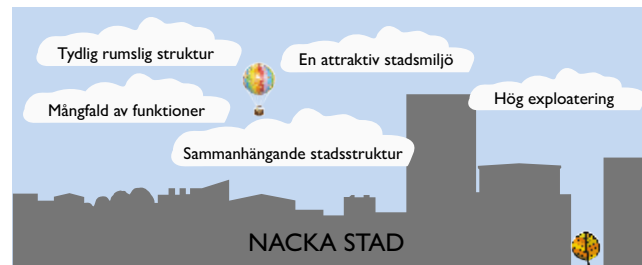 Tydlig rumslig struktur
En attraktiv stadsmiljö
Mångfald av funktioner
Hög exploatering
Sammanhängande stadsstruktur
NACKA STAD